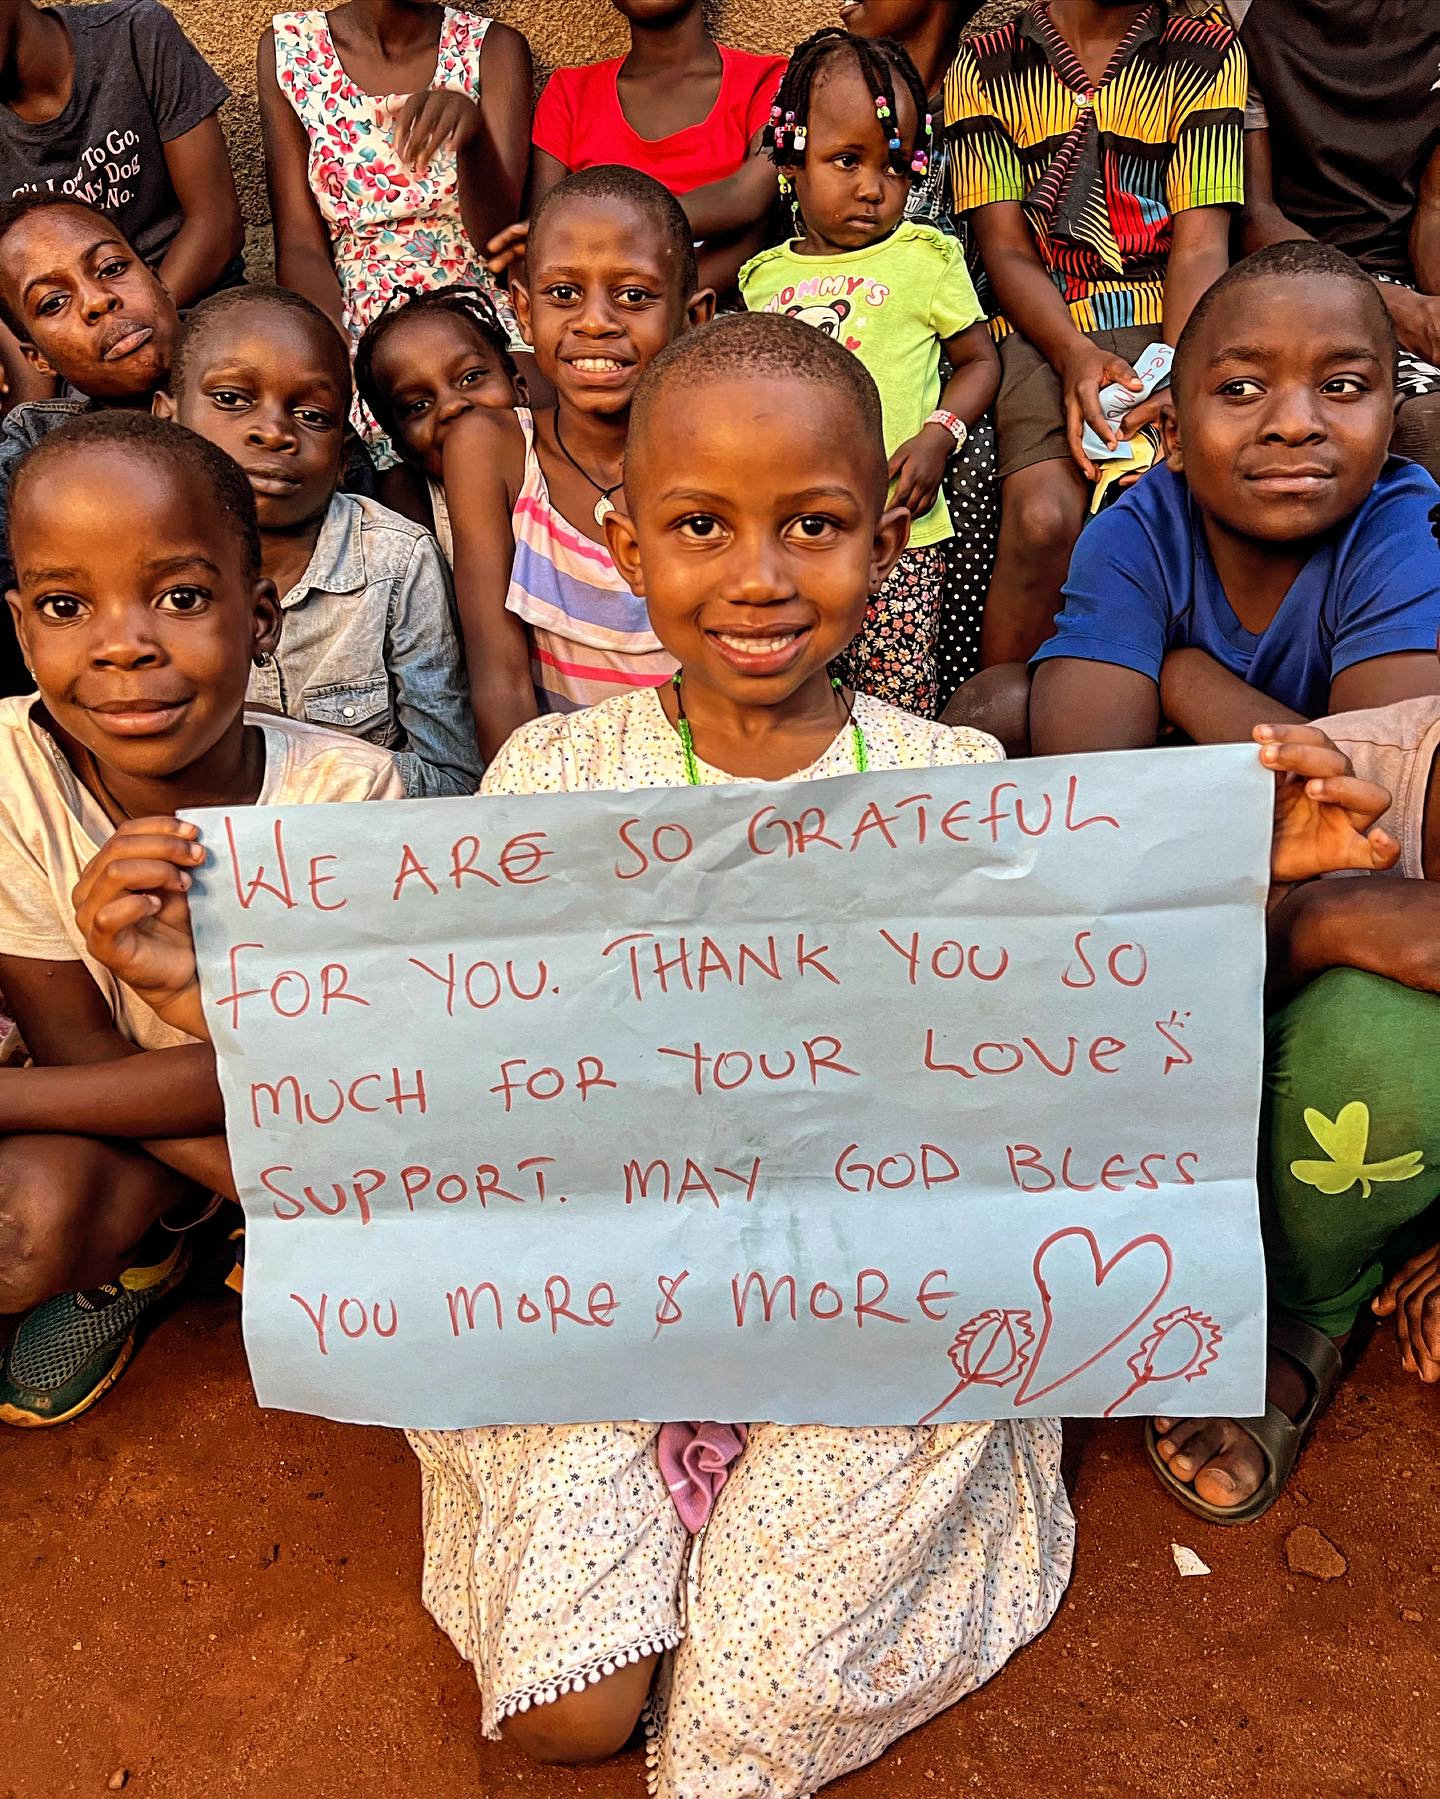 To Go,
My Dog
No.
MOMMY'S
WE ARE SO GRATEFUL
FOR YOU. THANK YOU SO
MUCH FOR YOUR LOVE &
SUPPORT. MAY GOD BLESS
YOU MORE & MORE